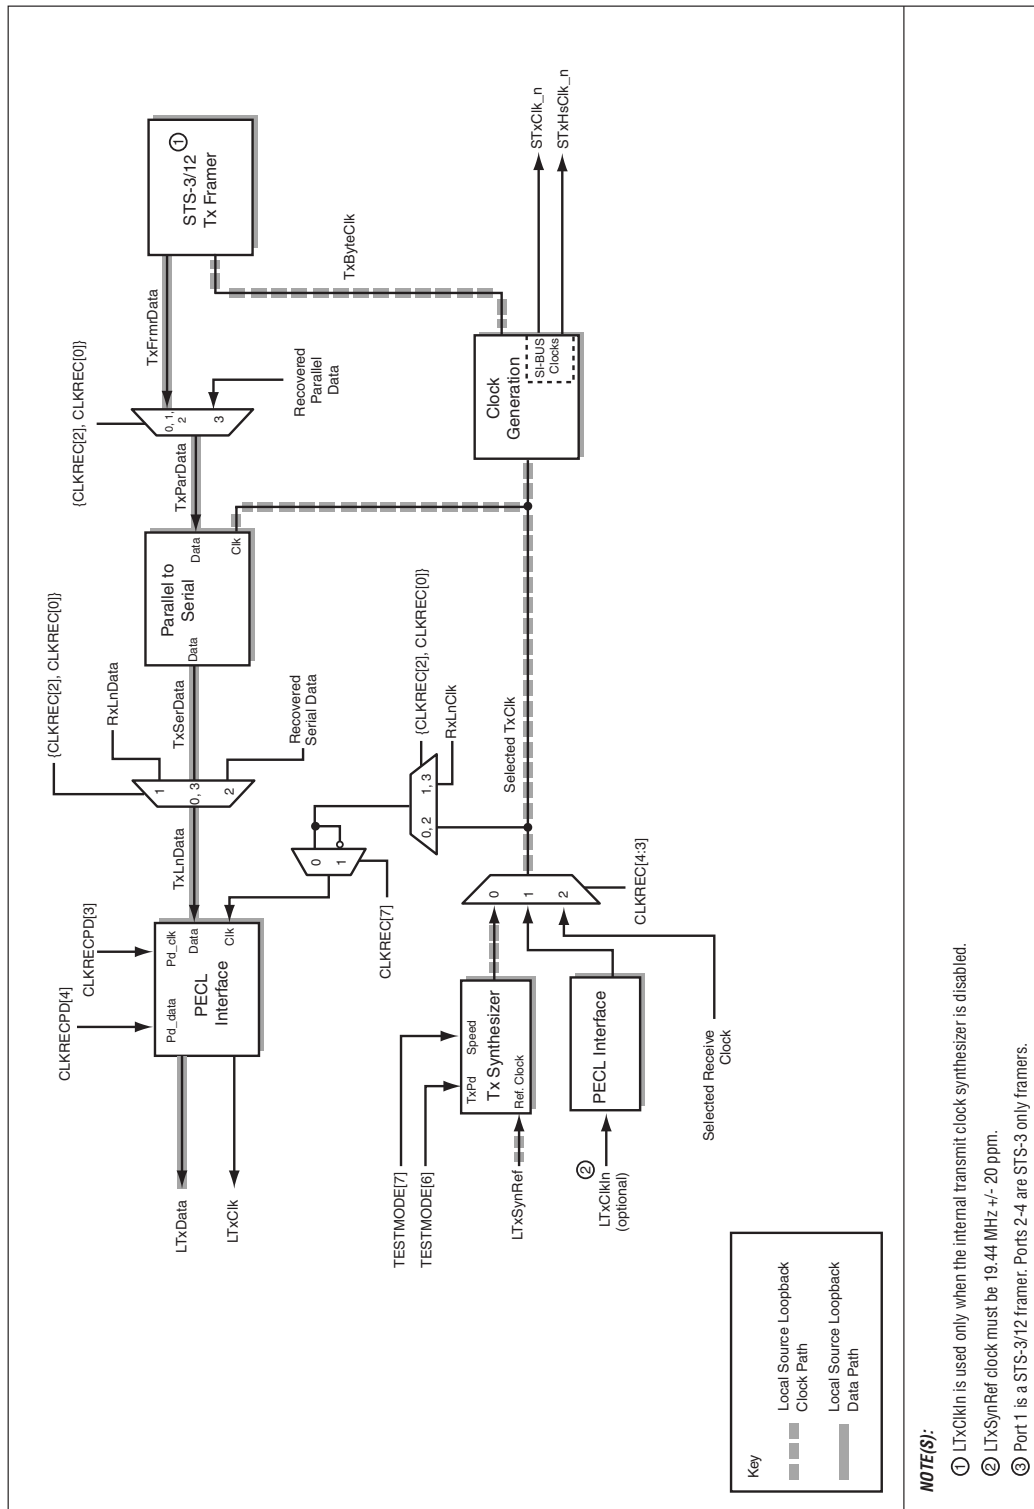 STS-3/12
Tx Framer
①
TxFrmrData
TxByteClk
STxClk_n
STxHsClk_n
{CLKREC[2], CLKREC[0]}
0, 1,
2
3
Recovered
Parallel
Data
TxParData
Clock
Generation
SI-BUS
Clocks
Parallel to
Serial
Data
Clk
Data
{CLKREC[2], CLKREC[0]}
RxLnData
TxSerData
Recovered
Serial Data
1
0, 3
2
{CLKREC[2], CLKREC[0]}
RxLnClk
0, 2
1, 3
Selected TxClk
TxLnData
0
1
CLKREC[7]
0
1
2
CLKREC[4:3]
CLKRECPD[3]
CLKRECPD[4]
Pd_data
Pd_clk
PECL
Interface
Data
Clk
LTxData
LTxClk
TESTMODE[7]
TESTMODE[6]
TxPd
Speed
Tx Synthesizer
Ref. Clock
LTxSynRef
PECL Interface
②
LTxClkIn
(optional)
Selected Receive
Clock
Key
Local Source Loopback
Clock Path
Local Source Loopback
Data Path
NOTE(S):
① LTxClkIn is used only when the internal transmit clock synthesizer is disabled.
② LTxSynRef clock must be 19.44 MHz +/- 20 ppm.
③ Port 1 is a STS-3/12 framer. Ports 2-4 are STS-3 only framers.